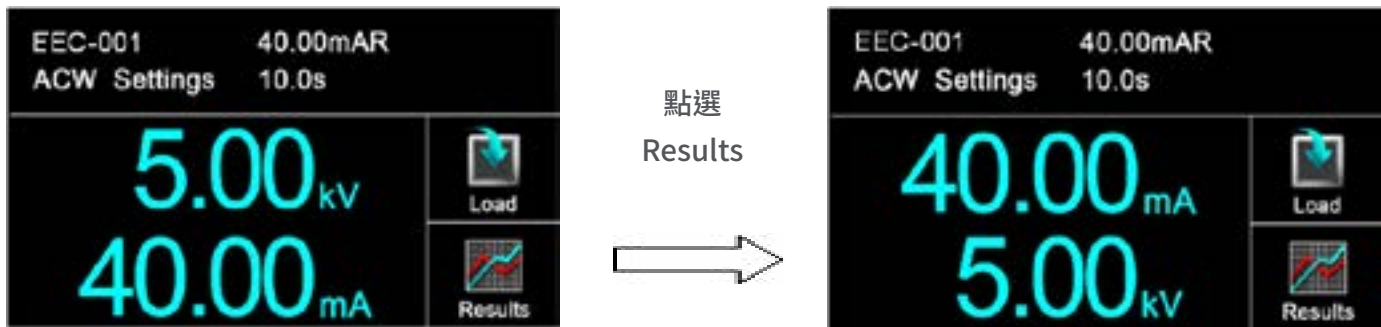 EEC-001 40.00mAR
ACW Settings 10.0s
5.00kV
Load
40.00mA
Results
點選
Results
EEC-001 40.00mAR
ACW Settings 10.0s
40.00mA
Load
5.00kV
Results